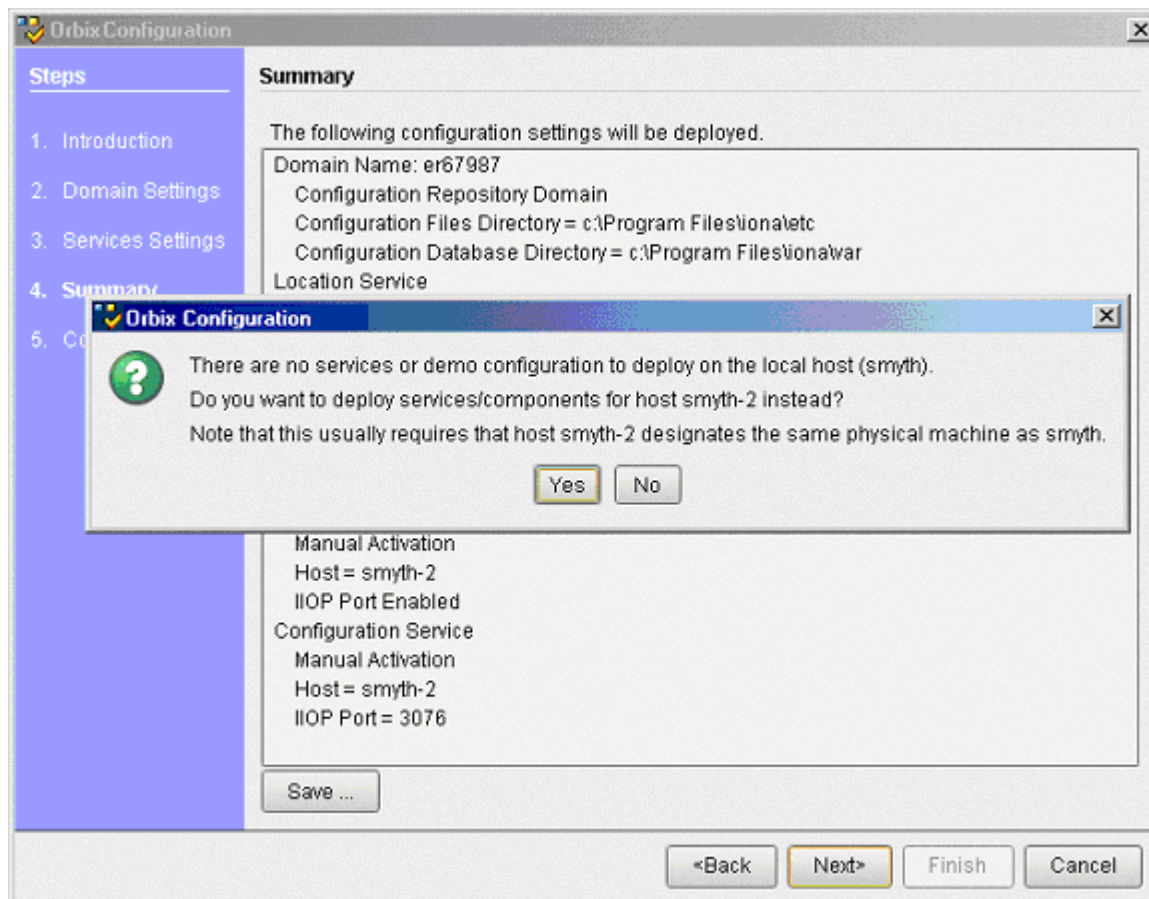 Orbix Configuration
Steps
1. Introduction
2. Domain Settings
3. Services Settings
4. Summary
5. Co
Summary
The following configuration settings will be deployed.
Domain Name: er67987
Configuration Repository Domain
Configuration Files Directory = c:\Program Files\iona\etc
Configuration Database Directory = c:\Program Files\iona\var
Location Service
Orbix Configuration
There are no services or demo configuration to deploy on the local host (smyth).
Do you want to deploy services/components for host smyth-2 instead?
Note that this usually requires that host smyth-2 designates the same physical machine as smyth.
Yes No
Manual Activation
Host = smyth-2
IIOP Port Enabled
Configuration Service
Manual Activation
Host = smyth-2
IIOP Port = 3076
Save ...
<Back Next> Finish Cancel